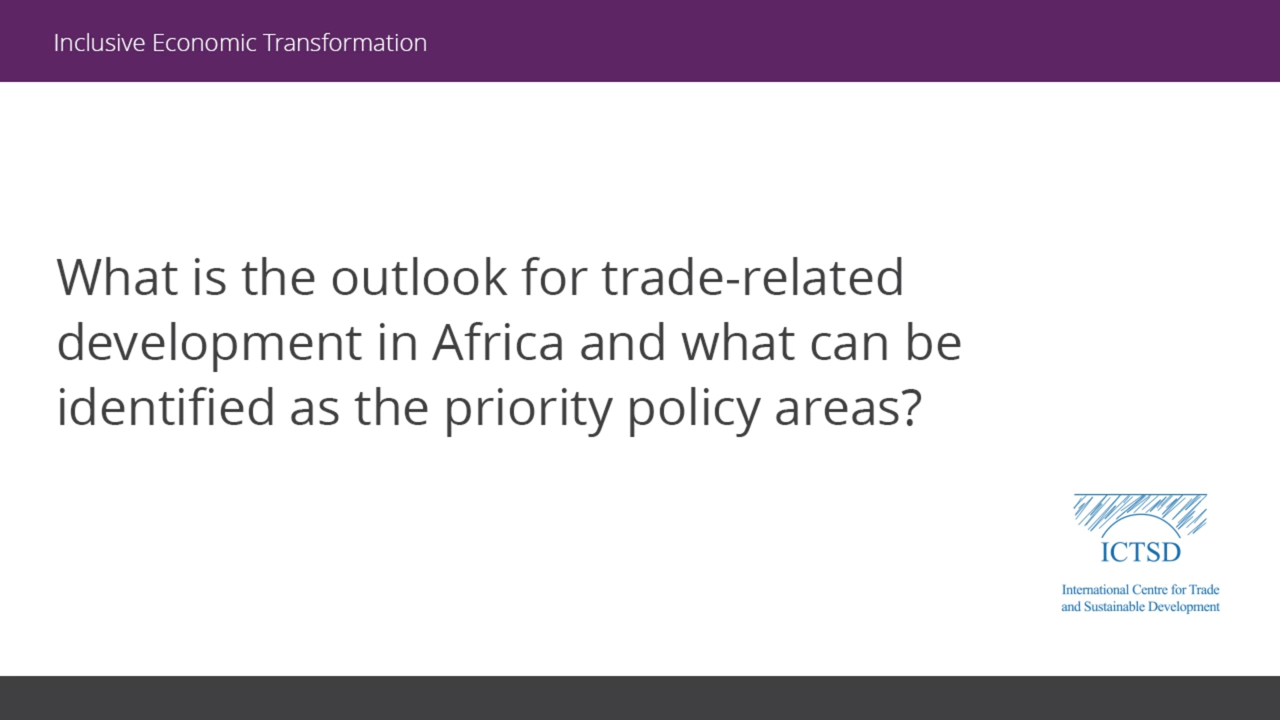 Inclusive Economic Transformation
What is the outlook for trade-related
development in Africa and what can be
identified as the priority policy areas?
ICTSD
International Centre for Trade
and Sustainable Development